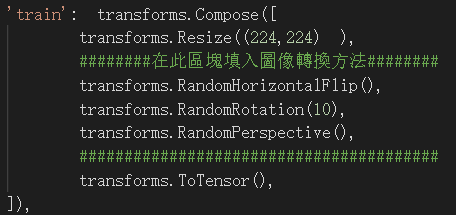 'train':  transforms.Compose([
transforms.Resize((224,224)  ),
########在此區塊填入圖像轉換方法########
transforms.RandomHorizontalFlip(),
transforms.RandomRotation(10),
transforms.RandomPerspective(),
########################################
transforms.ToTensor(),
]),